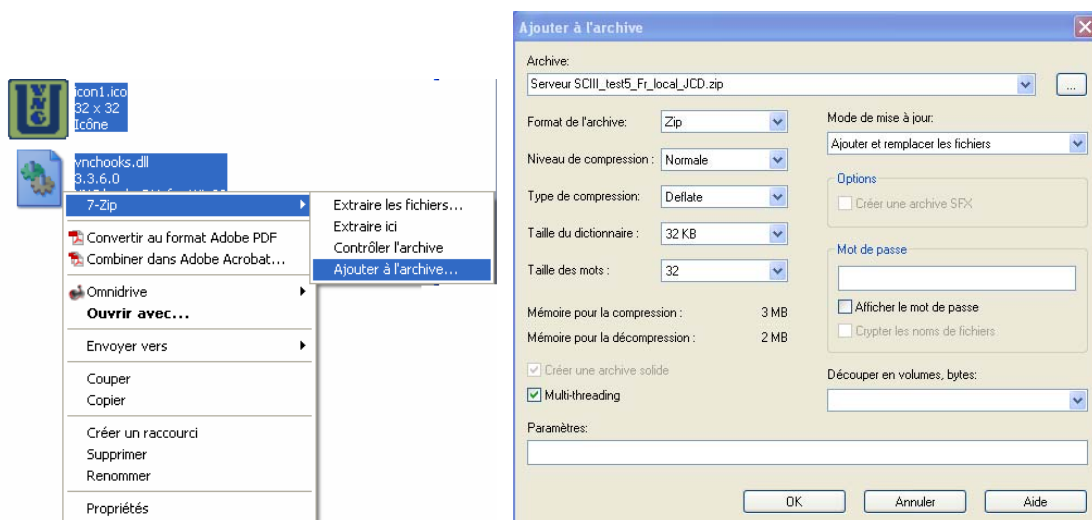 icon1.ico
32 x 32
Icône
vnchooks.dll
3.3.6.0
7-Zip
Convertir au format Adobe PDF
Combiner dans Adobe Acrobat...
Omnidrive
Ouvrir avec...
Envoyer vers
Couper
Copier
Créer un raccourci
Supprimer
Renommer
Propriétés
Extraire les fichiers...
Extraire ici
Contrôler l'archive
Ajouter à l'archive...
Ajouter à l'archive
Archive:
Serveur SCIII_test5_Fr_local_JCD.zip
...
Format de l'archive: Zip
Niveau de compression : Normale
Type de compression: Deflate
Taille du dictionnaire : 32 KB
Taille des mots : 32
Mémoire pour la compression : 3 MB
Mémoire pour la décompression : 2 MB
Créer une archive solide
Multi-threading
Mode de mise à jour:
Ajouter et remplacer les fichiers
Options
Créer une archive SFX
Mot de passe
Afficher le mot de passe
Crypter les noms de fichiers
Découper en volumes, bytes:
Paramètres:
OK Annuler Aide